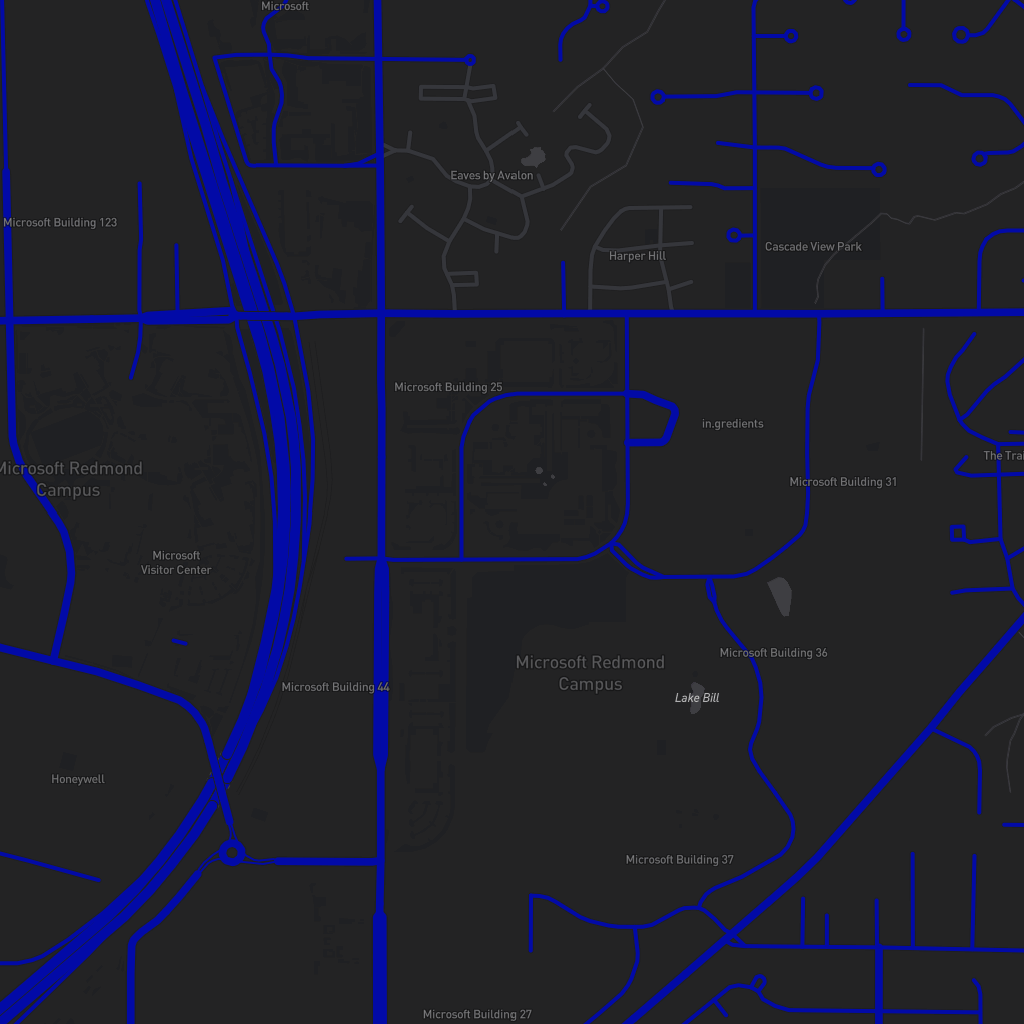 Microsoft
Eaves by Avalon
Microsoft Building 123
Cascade View Park
Harper Hill
Microsoft Building 25
in.gredients
The Trai
Microsoft Redmond
Campus
Microsoft Building 31
Microsoft
Visitor Center
Microsoft Building 36
Microsoft Redmond
Campus
Microsoft Building 44
Lake Bill
Honeywell
Microsoft Building 37
Microsoft Building 27